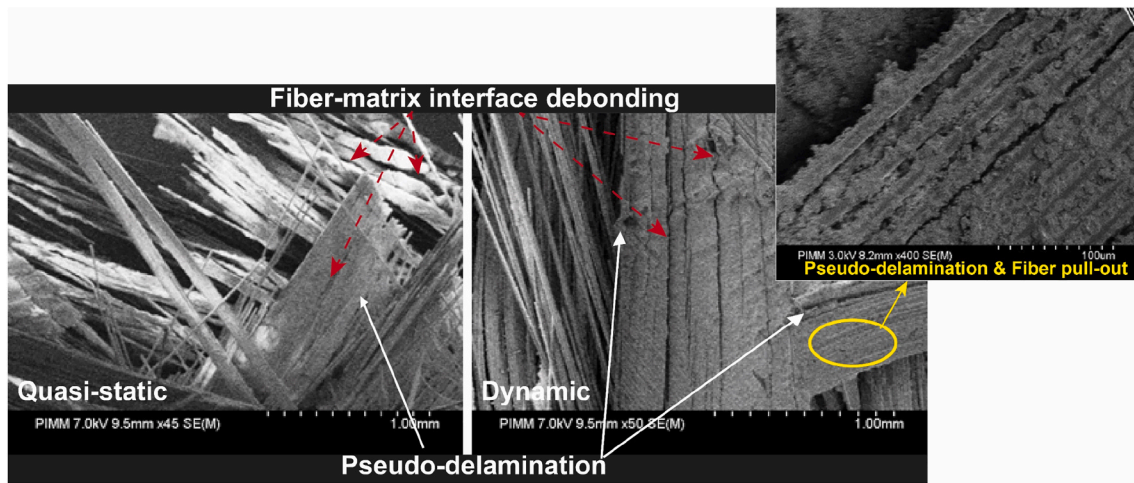 Fiber-matrix interface debonding
Quasi-static
Dynamic
PIMM 7.0kV 9.5mm x45 SE(M)
1.00mm
PIMM 7.0kV 9.5mm x50 SE(M)
1.00mm
Pseudo-delamination
PIMM 3.0kV 8.2mm x400 SE(M)
100um
Pseudo-delamination & Fiber pull-out